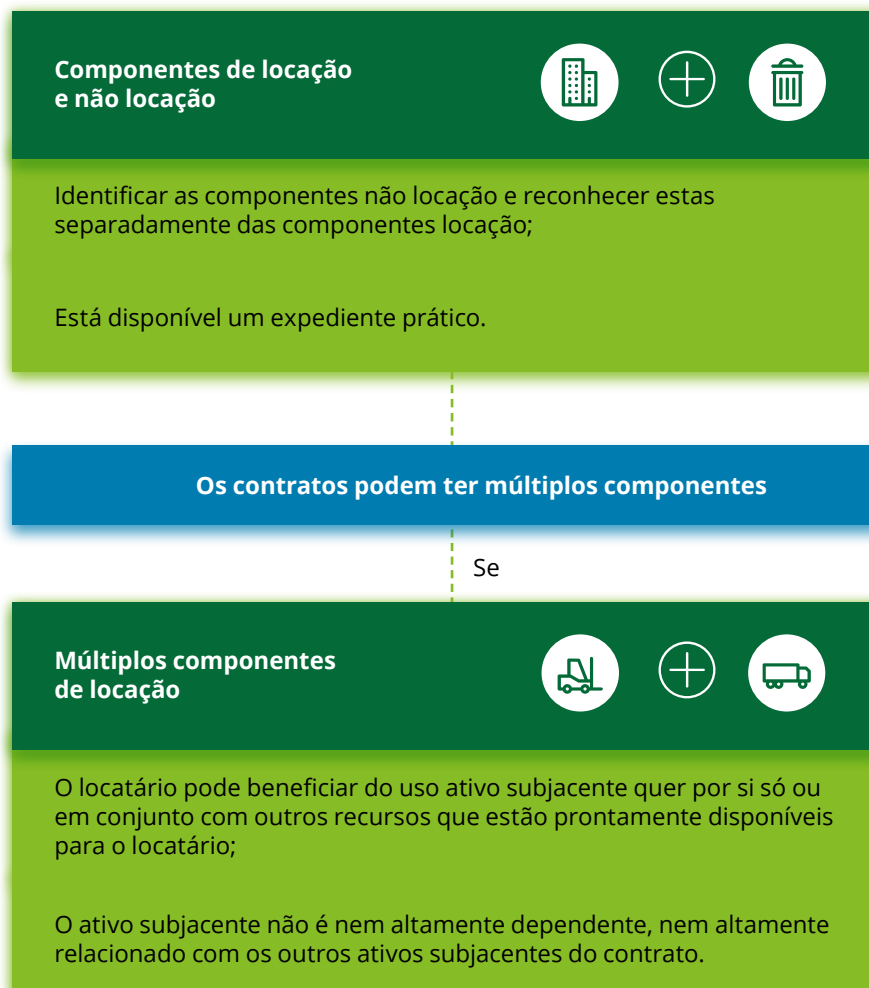 Componentes de locação
e não locação
Identificar as componentes não locação e reconhecer estas
separadamente das componentes locação;
Está disponível um expediente prático.
Os contratos podem ter múltiplos componentes
Se
Múltiplos componentes
de locação
O locatário pode beneficiar do uso ativo subjacente quer por si só ou
em conjunto com outros recursos que estão prontamente disponíveis
para o locatário;
O ativo subjacente não é nem altamente dependente, nem altamente
relacionado com os outros ativos subjacentes do contrato.